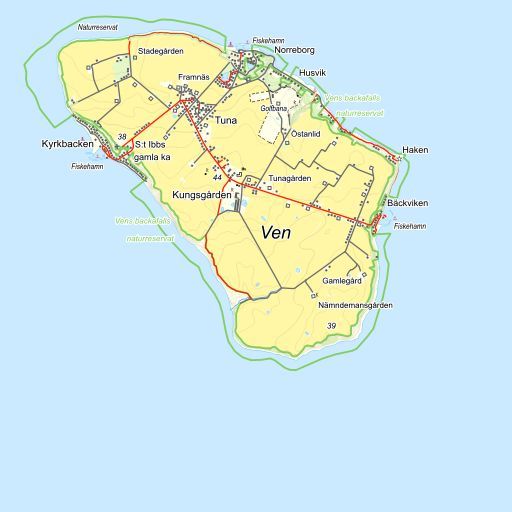 Naturreservat
Fiskehamn
Norreborg
Stadegården
Husvik
Framnäs
Vens backafalls
naturreservat
Golfbana
Tuna
Östanlid
38
Kyrkbacken
S:t Ibbs
gamla ka
Haken
Fiskehamn
44
Tunagården
Kungsgården
Bäckviken
Vens backafalls
naturreservat
Ven
Fiskehamn
Gamlegård
Nämndemansgården
39